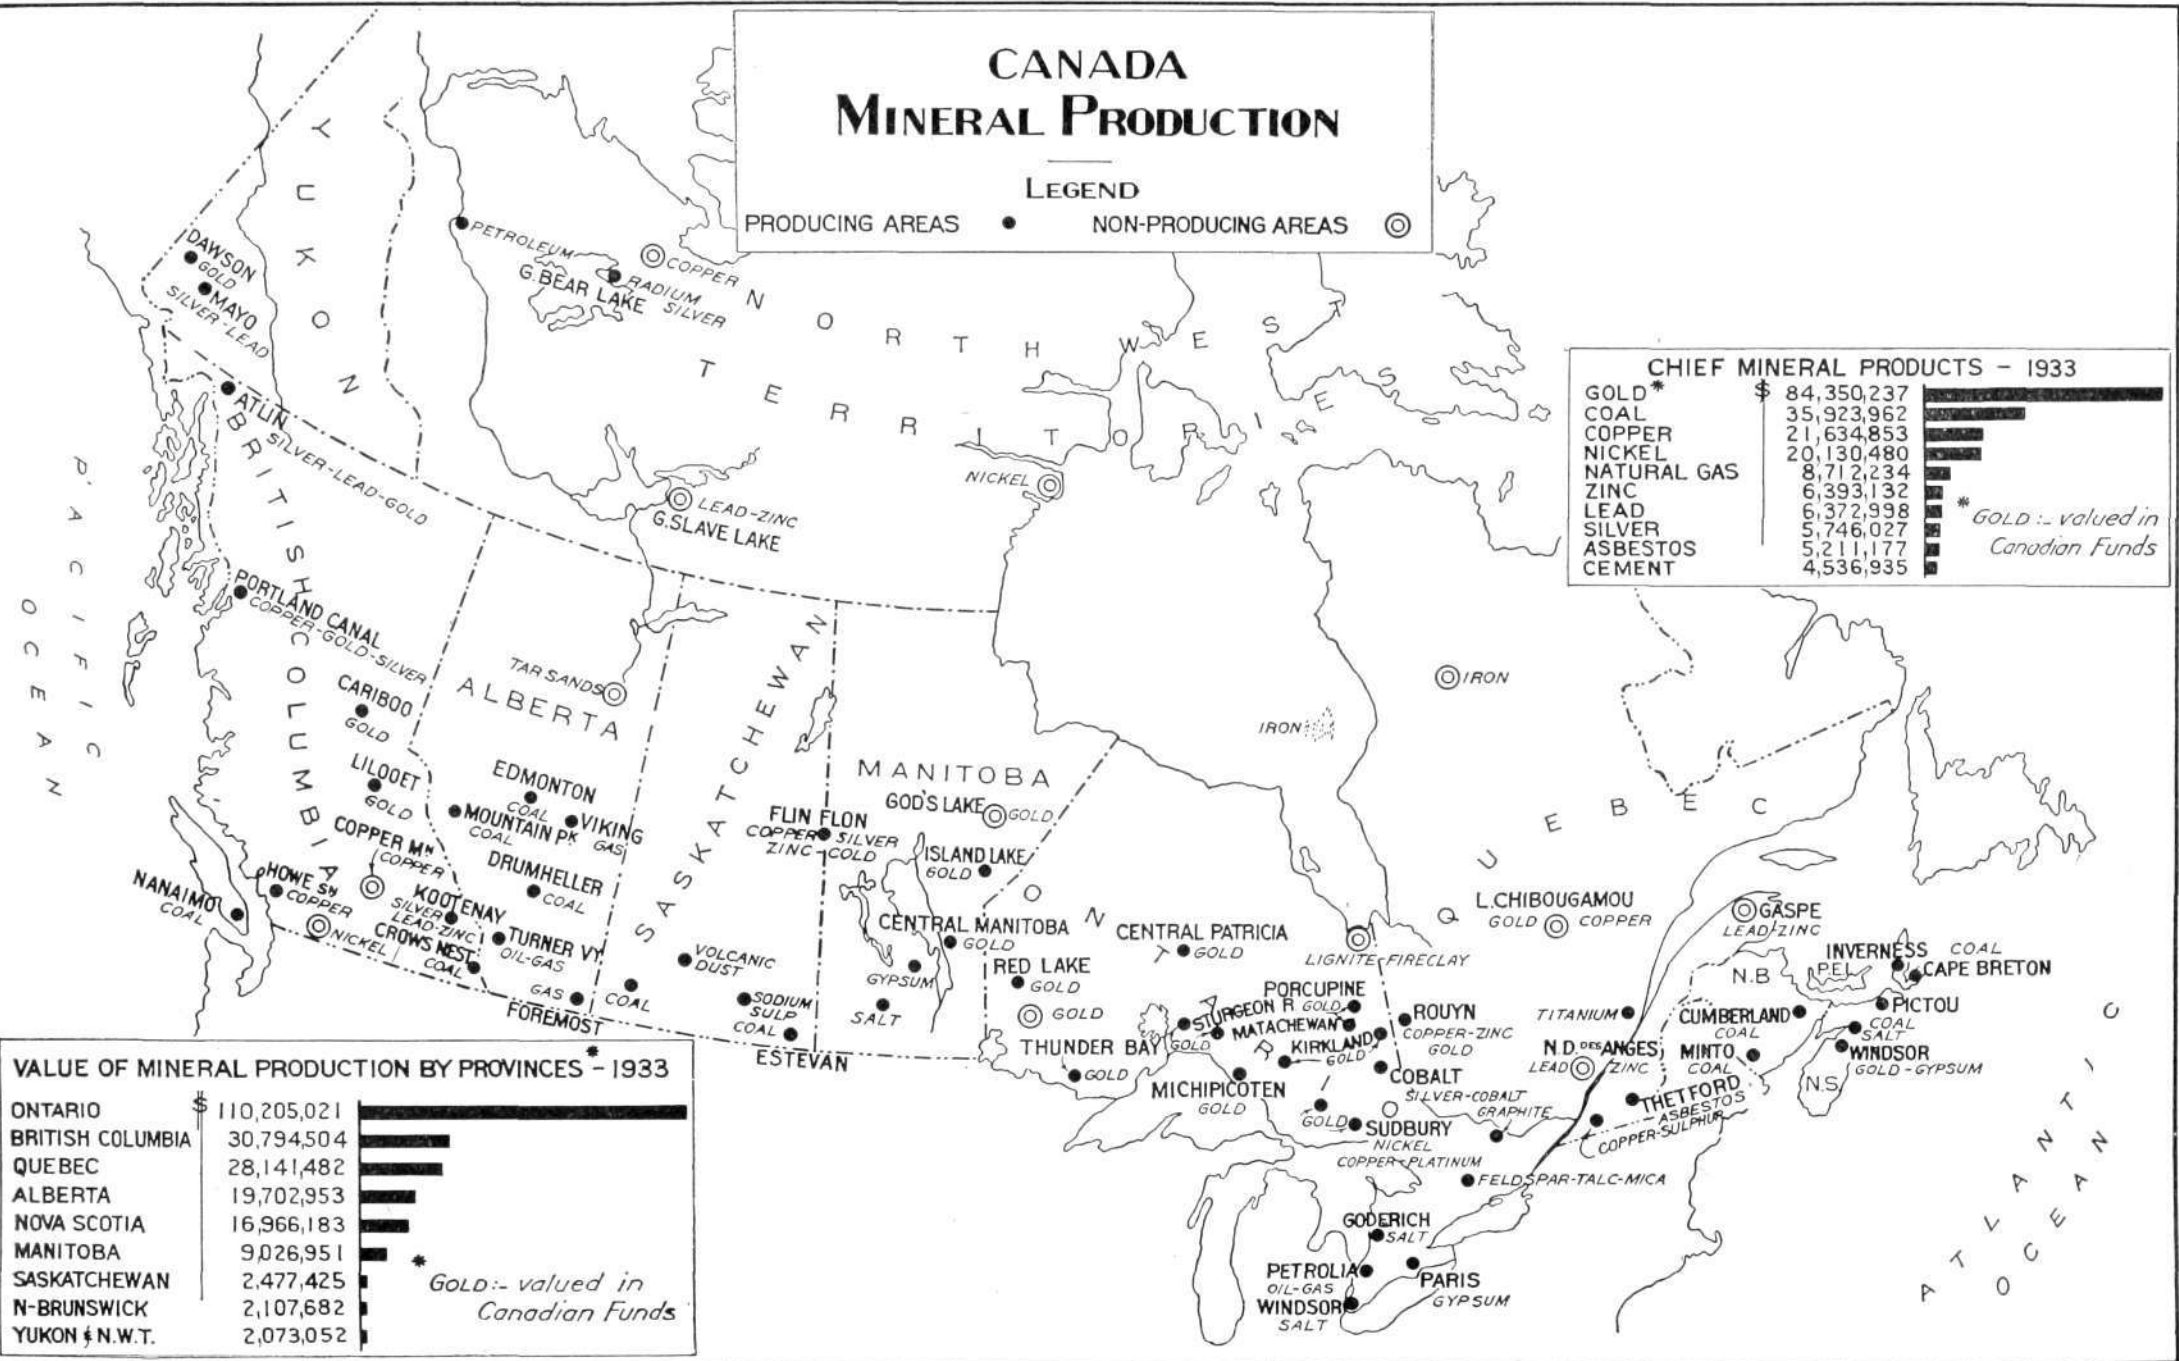 CANADA
MINERAL PRODUCTION
LEGEND
PRODUCING AREAS ● NON-PRODUCING AREAS ◎
YUKON
DAWSON
GOLD
MAYO
SILVER-LEAD
PETROLEUM
G. BEAR LAKE
RADIUM
SILVER
COPPER
NORTH WEST
TERRITORIES
ATLIN
SILVER-LEAD-GOLD
LEAD-ZINC
G. SLAVE LAKE
NICKEL
CHIEF MINERAL PRODUCTS - 1933
GOLD* $ 84,350,237
COAL 35,923,962
COPPER 21,634,853
NICKEL 20,130,480
NATURAL GAS 8,712,234
ZINC 6,393,132
LEAD 6,372,998
SILVER 5,746,027
ASBESTOS 5,211,177
CEMENT 4,536,935
* GOLD:- valued in
Canadian Funds
PACIFIC
OCEAN
BRITISH COLUMBIA
PORTLAND CANAL
COPPER-GOLD-SILVER
CARIBOO
GOLD
LILOOET
GOLD
COPPER MN
COPPER
HOWE SN
COPPER
NANAIMO
COAL
NICKEL
KOOTENAY
SILVER
LEAD-ZINC
CROWS NEST
COAL
ALBERTA
TAR SANDS
EDMONTON
COAL
MOUNTAIN PK
COAL
VIKING
GAS
DRUMHELLER
COAL
TURNER VY
OIL-GAS
GAS
FOREMOST
SASKATCHEWAN
COAL
VOLCANIC
DUST
SODIUM
SULP
COAL
ESTEVAN
FLIN FLON
COPPER SILVER
ZINC-COLD
MANITOBA
GOD'S LAKE
GOLD
ISLAND LAKE
GOLD
CENTRAL MANITOBA
GOLD
GYPSUM
SALT
ONTARIO
RED LAKE
GOLD
GOLD
CENTRAL PATRICIA
GOLD
THUNDER BAY
GOLD
STURGEON R.
GOLD
PORCUPINE
GOLD
MATACHEWAN
KIRKLAND
GOLD
MICHIPICOTEN
GOLD
LIGNITE-FIRECLAY
COBALT
SILVER-COBALT
GRAPHITE
GOLD
SUDBURY
NICKEL
COPPER-PLATINUM
FELDSPAR-TALC-MICA
GODERICH
SALT
PETROLIA
OIL-GAS
WINDSOR
SALT
PARIS
GYPSUM
QUEBEC
IRON
IRON
L. CHIBOUGAMOU
GOLD COPPER
ROUYN
COPPER-ZINC
GOLD
TITANIUM
N.D. DES ANGES
LEAD ZINC
THETFORD
ASBESTOS
COPPER-SULPHUR
GASPE
LEAD-ZINC
N.B
P.E.I.
INVERNESS COAL
CAPE BRETON
CUMBERLAND
COAL
PICTOU
COAL
SALT
MINTO
COAL
WINDSOR
GOLD-GYPSUM
N.S.
ATLANTIC
OCEAN
VALUE OF MINERAL PRODUCTION BY PROVINCES* - 1933
ONTARIO $ 110,205,021
BRITISH COLUMBIA 30,794,504
QUEBEC 28,141,482
ALBERTA 19,702,953
NOVA SCOTIA 16,966,183
MANITOBA 9,026,951
SASKATCHEWAN 2,477,425
N-BRUNSWICK 2,107,682
YUKON & N.W.T. 2,073,052
* GOLD:- valued in
Canadian Funds